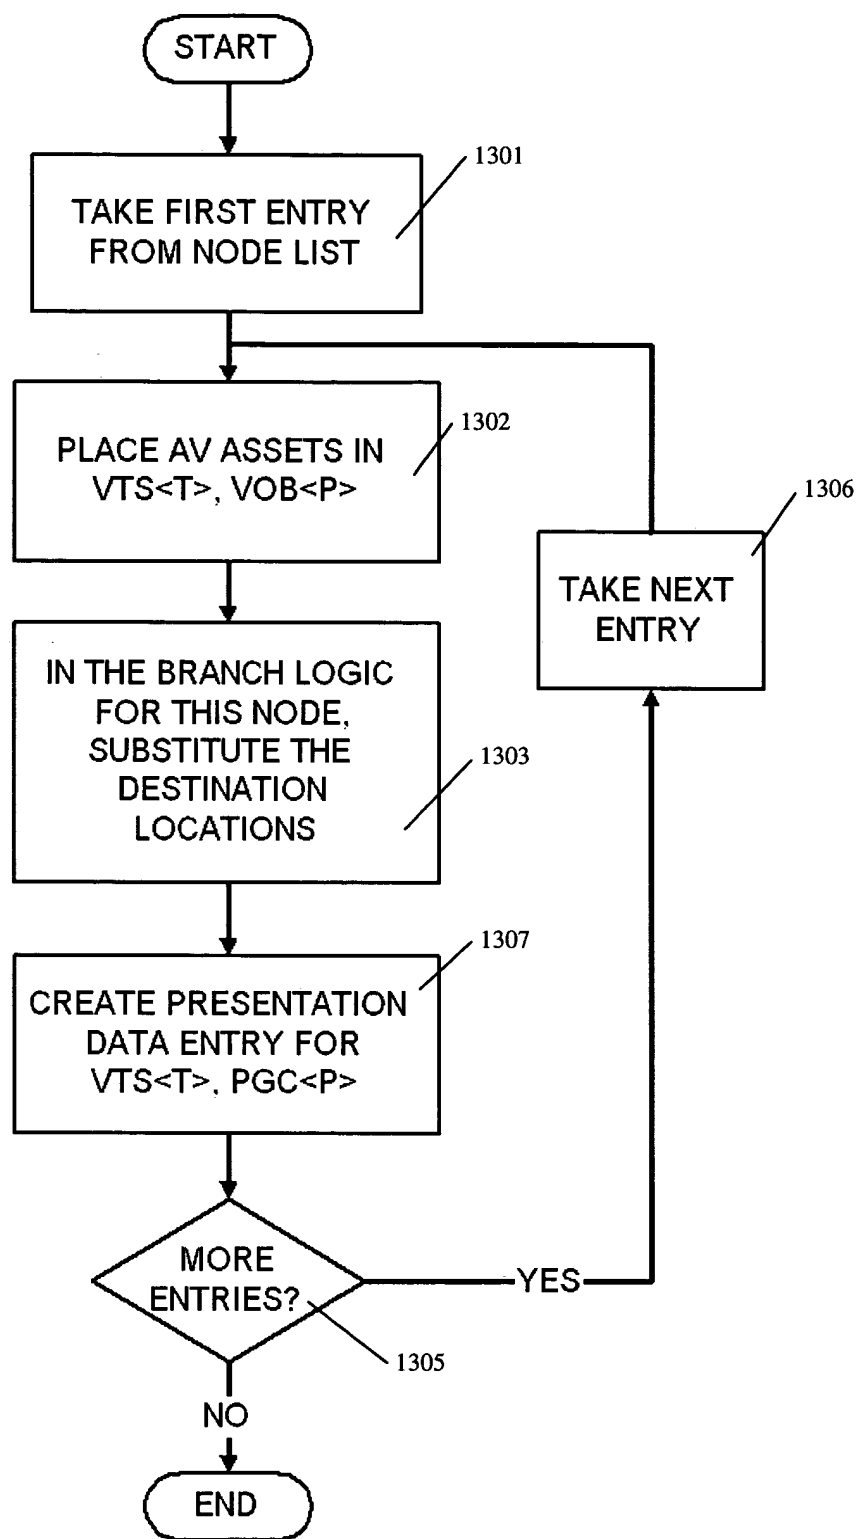 START
1301
TAKE FIRST ENTRY
FROM NODE LIST
1302
PLACE AV ASSETS IN
VTS<T>, VOB<P>
1306
TAKE NEXT
ENTRY
IN THE BRANCH LOGIC
FOR THIS NODE,
SUBSTITUTE THE
DESTINATION
LOCATIONS
1303
1307
CREATE PRESENTATION
DATA ENTRY FOR
VTS<T>, PGC<P>
MORE
ENTRIES?
YES
1305
NO
END